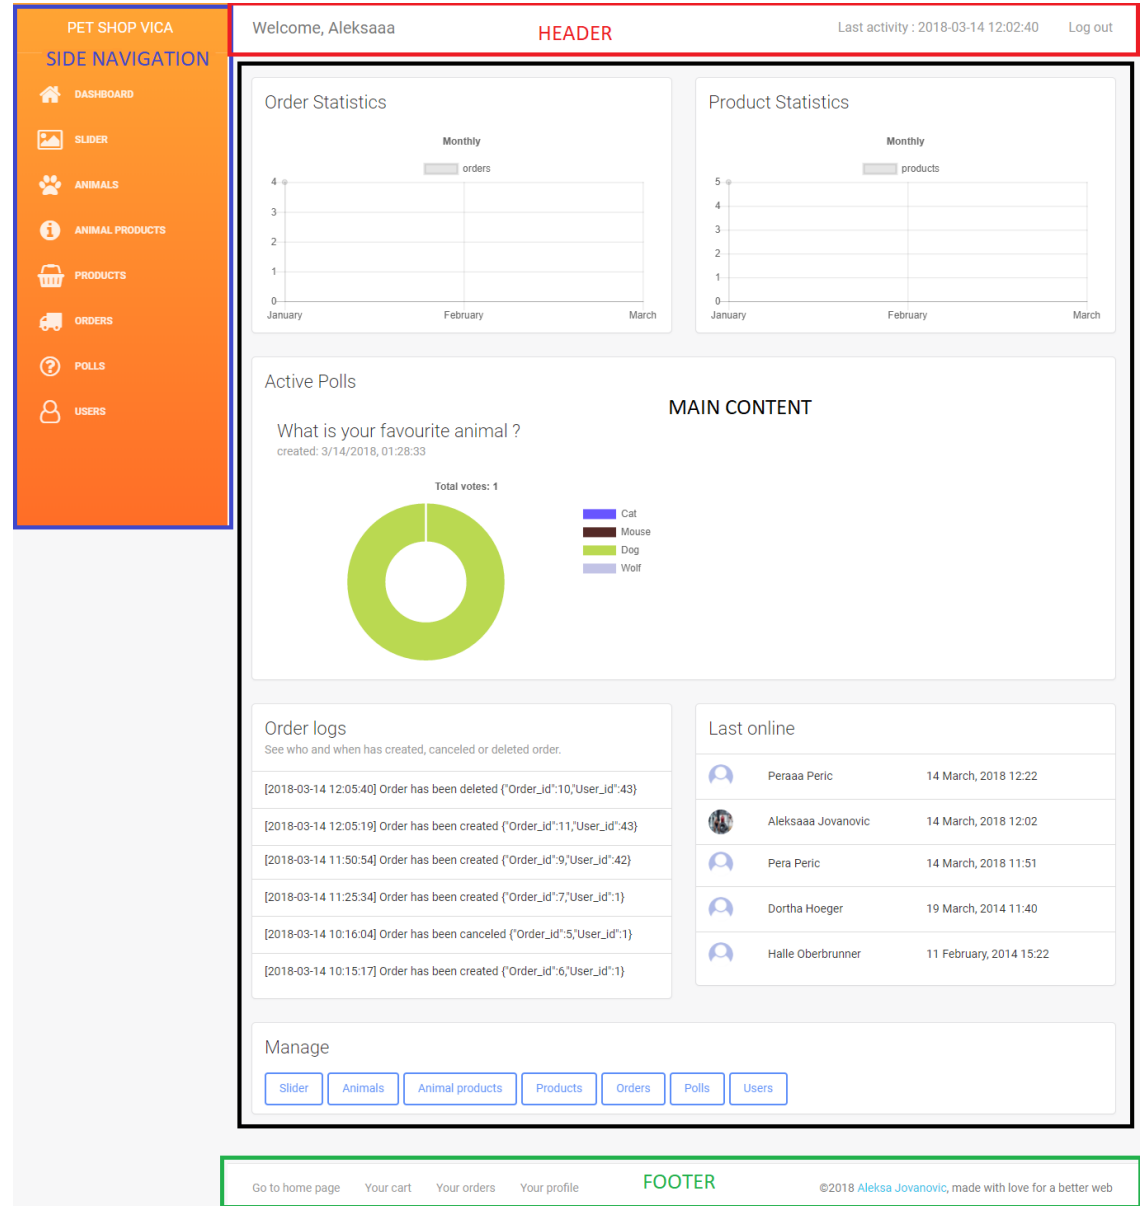 PET SHOP VICA
SIDE NAVIGATION
DASHBOARD
SLIDER
ANIMALS
ANIMAL PRODUCTS
PRODUCTS
ORDERS
POLLS
USERS
Welcome, Aleksaaa
HEADER
Last activity : 2018-03-14 12:02:40
Log out
Order Statistics
Monthly
orders
4
3
2
1
0
January February March
Product Statistics
Monthly
products
5
4
3
2
1
0
January February March
Active Polls
MAIN CONTENT
What is your favourite animal ?
created: 3/14/2018, 01:28:33
Total votes: 1
Cat
Mouse
Dog
Wolf
Order logs
See who and when has created, canceled or deleted order.
[2018-03-14 12:05:40] Order has been deleted {"Order_id":10,"User_id":43}
[2018-03-14 12:05:19] Order has been created {"Order_id":11,"User_id":43}
[2018-03-14 11:50:54] Order has been created {"Order_id":9,"User_id":42}
[2018-03-14 11:25:34] Order has been created {"Order_id":7,"User_id":1}
[2018-03-14 10:16:04] Order has been canceled {"Order_id":5,"User_id":1}
[2018-03-14 10:15:17] Order has been created {"Order_id":6,"User_id":1}
Last online
Peraaa Peric 14 March, 2018 12:22
Aleksaaa Jovanovic 14 March, 2018 12:02
Pera Peric 14 March, 2018 11:51
Dortha Hoeger 19 March, 2014 11:40
Halle Oberbrunner 11 February, 2014 15:22
Manage
Slider Animals Animal products Products Orders Polls Users
Go to home page Your cart Your orders Your profile
FOOTER
©2018 Aleksa Jovanovic, made with love for a better web